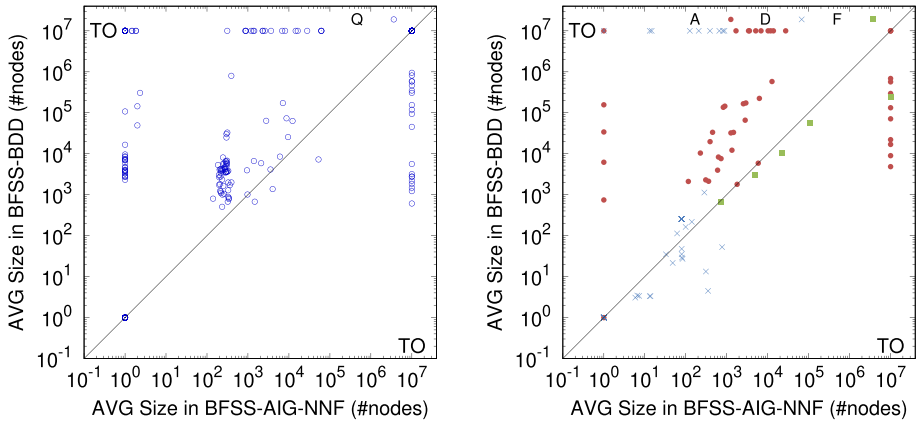 AVG Size in BFSS-BDD (#nodes)
10^7
10^6
10^5
10^4
10^3
10^2
10^1
10^0
10^-1
TO
Q
TO
10^-1 10^0 10^1 10^2 10^3 10^4 10^5 10^6 10^7
AVG Size in BFSS-AIG-NNF (#nodes)
AVG Size in BFSS-BDD (#nodes)
10^7
10^6
10^5
10^4
10^3
10^2
10^1
10^0
10^-1
TO
A D F
TO
10^-1 10^0 10^1 10^2 10^3 10^4 10^5 10^6 10^7
AVG Size in BFSS-AIG-NNF (#nodes)